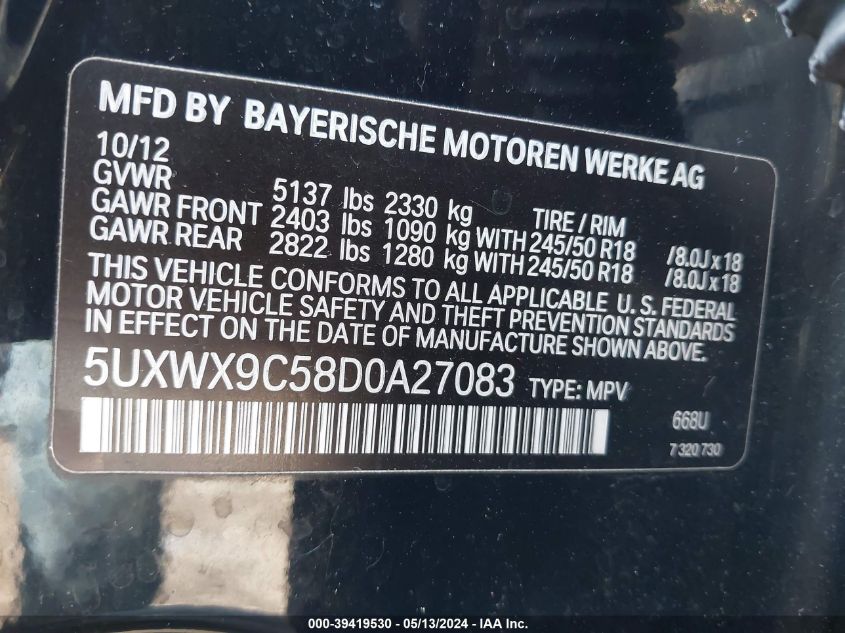 MFD BY BAYERISCHE MOTOREN WERKE AG
10/12
GVWR 5137 lbs 2330 kg TIRE / RIM
GAWR FRONT 2403 lbs 1090 kg WITH 245/50 R18 /8.0J x 18
GAWR REAR 2822 lbs 1280 kg WITH 245/50 R18 /8.0J x 18
THIS VEHICLE CONFORMS TO ALL APPLICABLE U. S. FEDERAL
MOTOR VEHICLE SAFETY AND THEFT PREVENTION STANDARDS
IN EFFECT ON THE DATE OF MANUFACTURE SHOWN ABOVE.
5UXWX9C58D0A27083 TYPE: MPV
668U
7 320 730
000-39419530 - 05/13/2024 - IAA Inc.